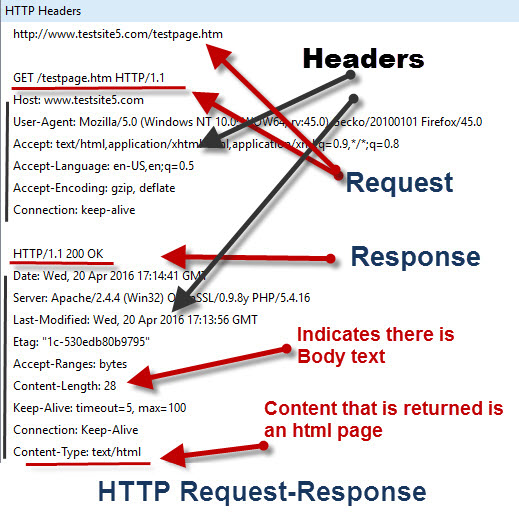 HTTP Headers
http://www.testsite5.com/testpage.htm
Headers
GET /testpage.htm HTTP/1.1
Host: www.testsite5.com
User-Agent: Mozilla/5.0 (Windows NT 10.0; WOW64; rv:45.0) Gecko/20100101 Firefox/45.0
Accept: text/html,application/xhtml+xml,application/xml;q=0.9,*/*;q=0.8
Accept-Language: en-US,en;q=0.5
Request
Accept-Encoding: gzip, deflate
Connection: keep-alive
HTTP/1.1 200 OK
Response
Date: Wed, 20 Apr 2016 17:14:41 GMT
Server: Apache/2.4.4 (Win32) OpenSSL/0.9.8y PHP/5.4.16
Last-Modified: Wed, 20 Apr 2016 17:13:56 GMT
Etag: "1c-530edb80b9795"
Indicates there is
Body text
Accept-Ranges: bytes
Content-Length: 28
Keep-Alive: timeout=5, max=100
Content that is returned is
an html page
Connection: Keep-Alive
Content-Type: text/html
HTTP Request-Response